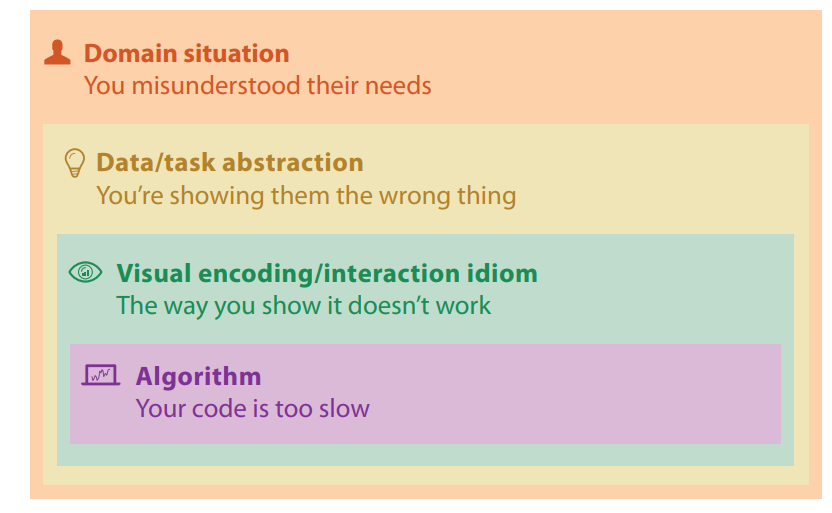 Domain situation
You misunderstood their needs
Data/task abstraction
You’re showing them the wrong thing
Visual encoding/interaction idiom
The way you show it doesn’t work
Algorithm
Your code is too slow